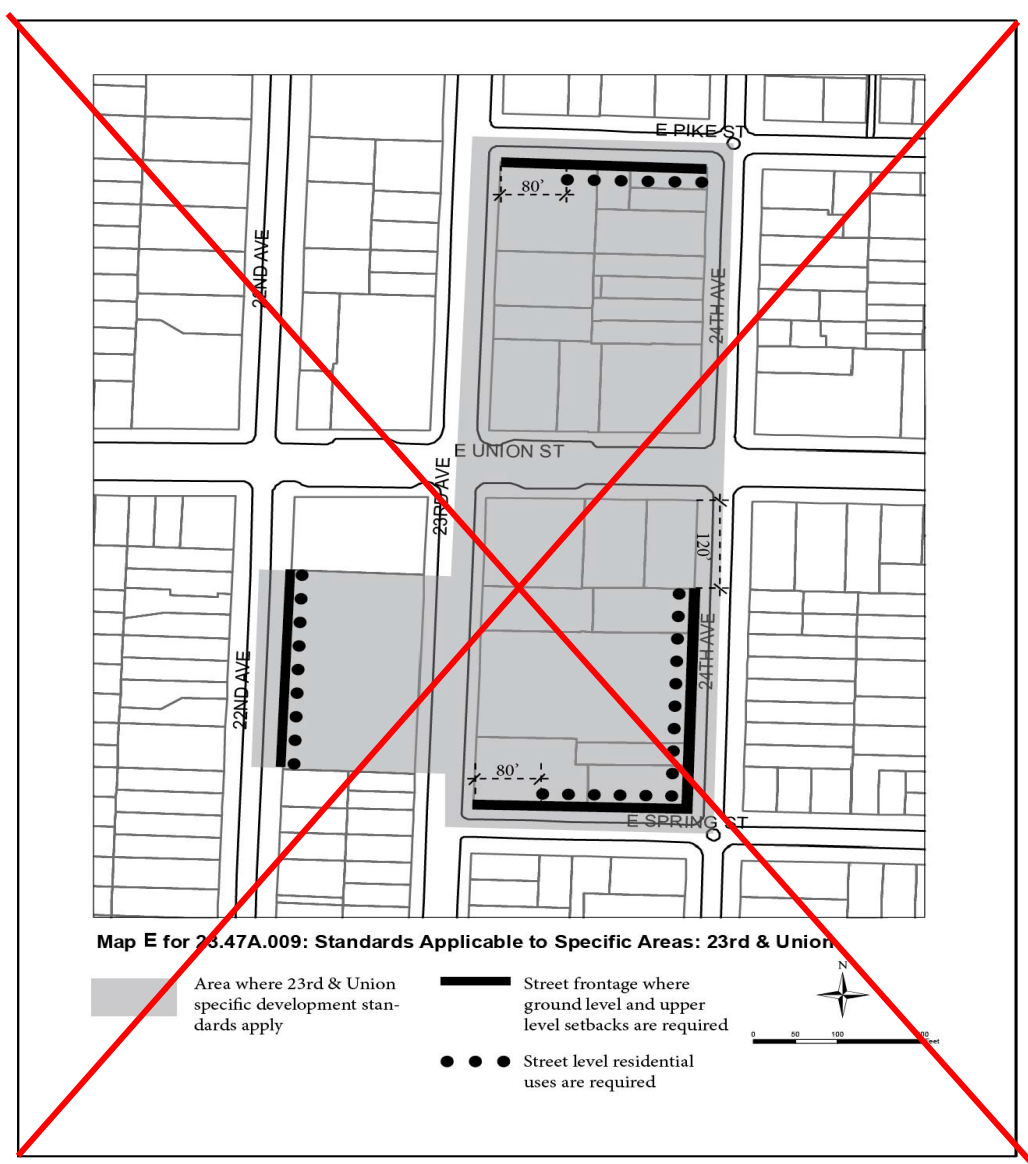 E PIKE ST
80’
22ND AVE
24TH AVE
E UNION ST
23RD AVE
120’
22ND AVE
24TH AVE
80’
E SPRING ST
Map E for 23.47A.009: Standards Applicable to Specific Areas: 23rd & Union
Area where 23rd & Union
specific development stan-
dards apply
Street frontage where
ground level and upper
level setbacks are required
Street level residential
uses are required
N
0 50 100 200
Feet